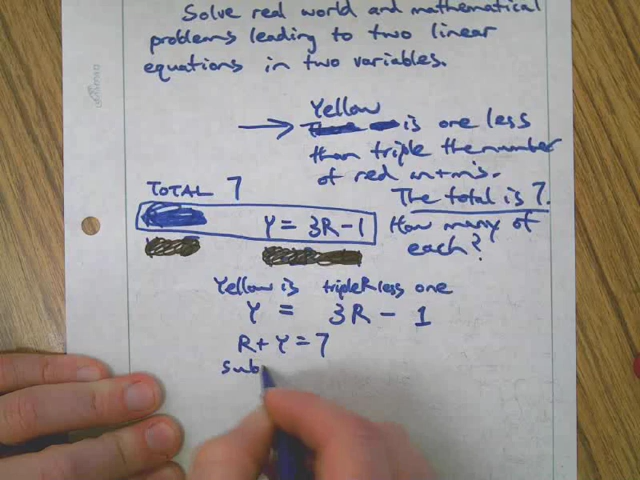 Solve real world and mathematical
problems leading to two linear
equations in two variables.
Yellow
→ is one less
than triple the number
of red m+m's.
TOTAL 7
The total is 7.
Y = 3R - 1
How many of
each?
Yellow is triple R less one
Y = 3R - 1
R + Y = 7
sub